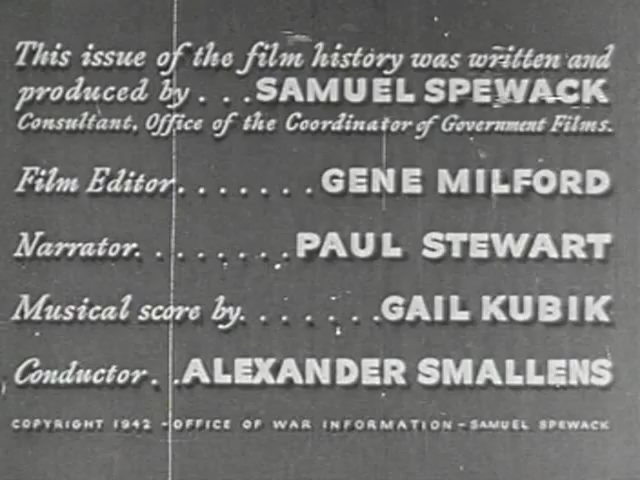 This issue of the film history was written and
produced by . . . SAMUEL SPEWACK
Consultant, Office of the Coordinator of Government Films.
Film Editor . . . . . . . GENE MILFORD
Narrator . . . . . . . . PAUL STEWART
Musical score by . . . . . . . GAIL KUBIK
Conductor . . ALEXANDER SMALLENS
COPYRIGHT 1942 - OFFICE OF WAR INFORMATION - SAMUEL SPEWACK